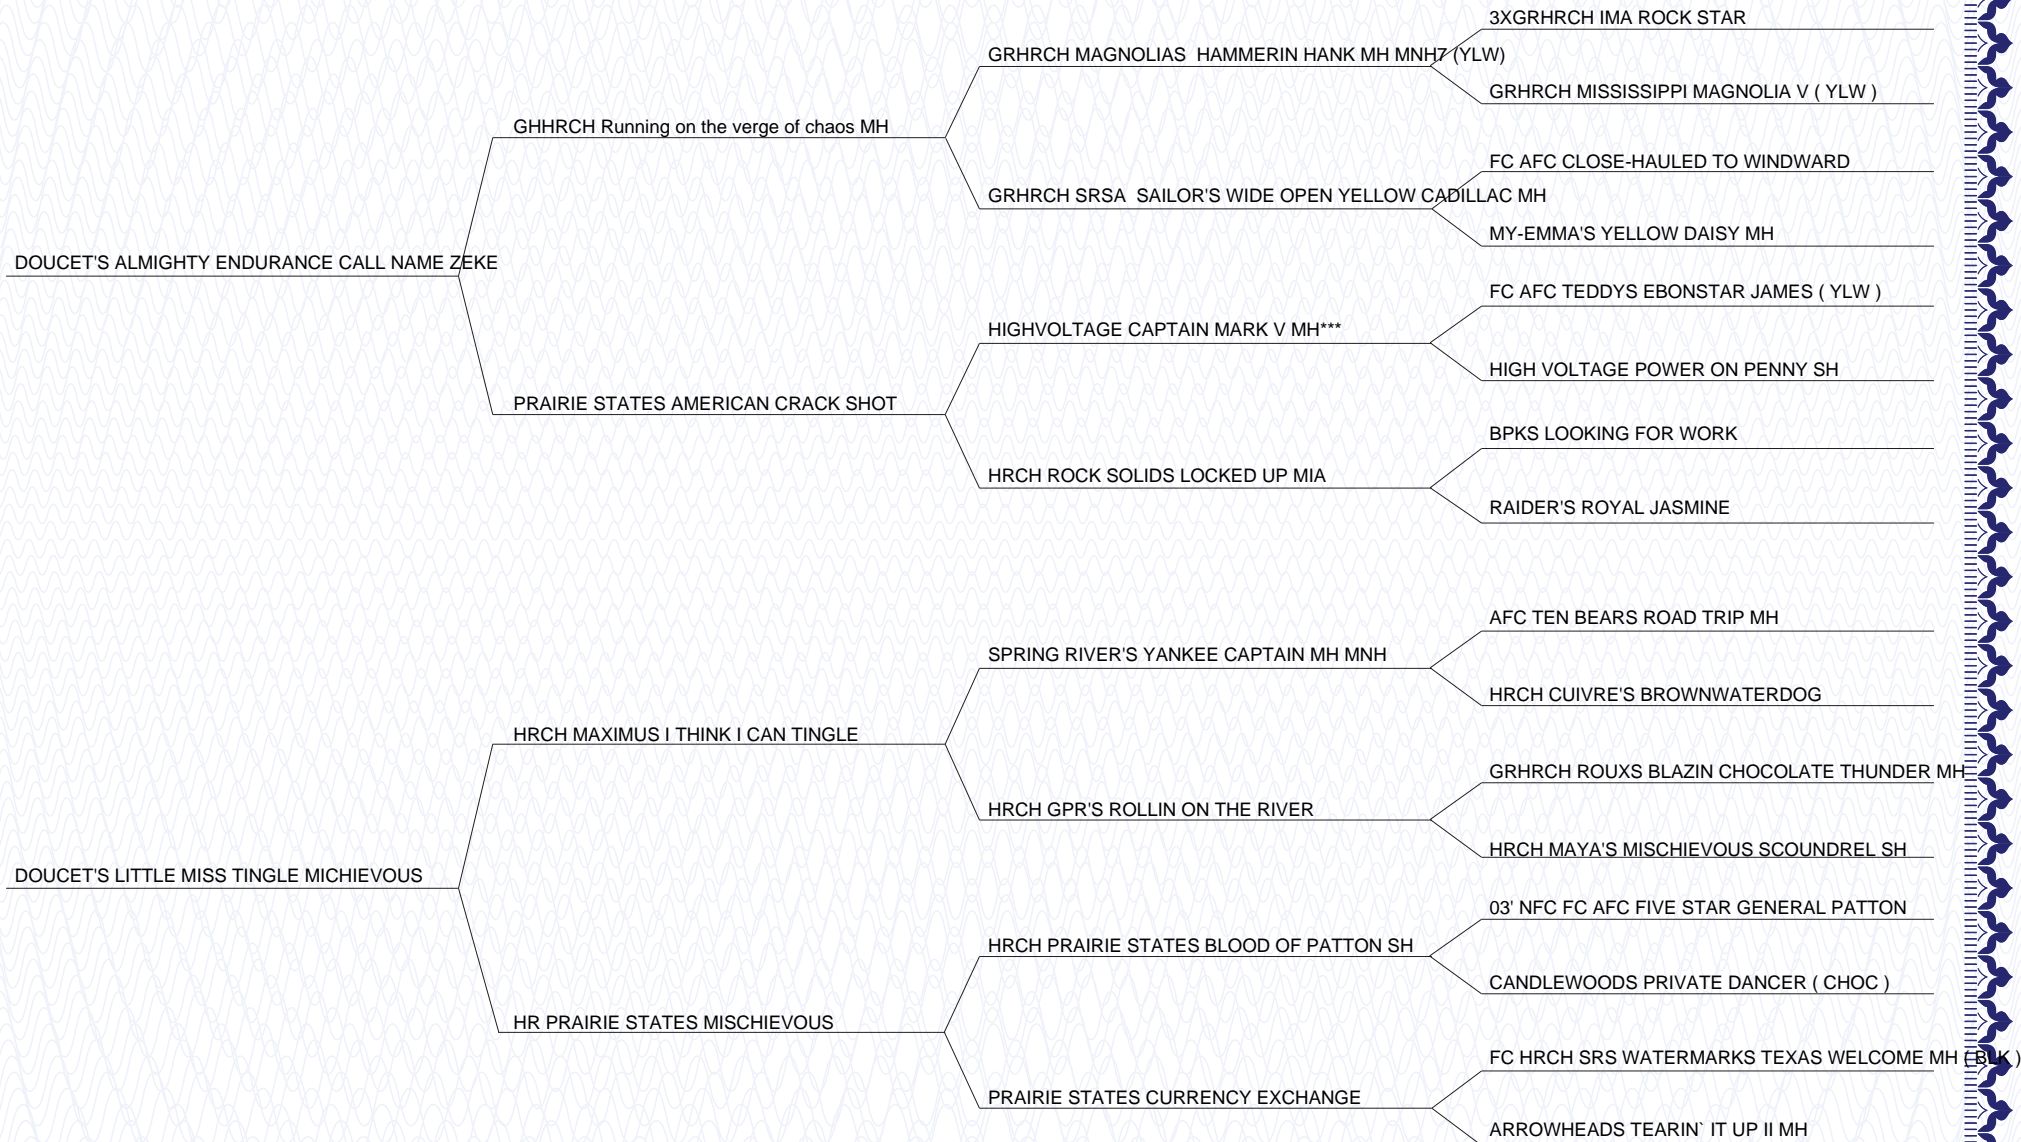 3XGRHRCH IMA ROCK STAR
GRHRCH MAGNOLIAS  HAMMERIN HANK MH MNH7 (YLW)
GRHRCH MISSISSIPPI MAGNOLIA V ( YLW )
GHHRCH Running on the verge of chaos MH
FC AFC CLOSE-HAULED TO WINDWARD
GRHRCH SRSA  SAILOR'S WIDE OPEN YELLOW CADILLAC MH
MY-EMMA'S YELLOW DAISY MH
DOUCET'S ALMIGHTY ENDURANCE CALL NAME ZEKE
FC AFC TEDDYS EBONSTAR JAMES ( YLW )
HIGHVOLTAGE CAPTAIN MARK V MH***
HIGH VOLTAGE POWER ON PENNY SH
PRAIRIE STATES AMERICAN CRACK SHOT
BPKS LOOKING FOR WORK
HRCH ROCK SOLIDS LOCKED UP MIA
RAIDER'S ROYAL JASMINE
AFC TEN BEARS ROAD TRIP MH
SPRING RIVER'S YANKEE CAPTAIN MH MNH
HRCH CUIVRE'S BROWNWATERDOG
HRCH MAXIMUS I THINK I CAN TINGLE
GRHRCH ROUXS BLAZIN CHOCOLATE THUNDER MH
HRCH GPR'S ROLLIN ON THE RIVER
HRCH MAYA'S MISCHIEVOUS SCOUNDREL SH
DOUCET'S LITTLE MISS TINGLE MICHIEVOUS
03' NFC FC AFC FIVE STAR GENERAL PATTON
HRCH PRAIRIE STATES BLOOD OF PATTON SH
CANDLEWOODS PRIVATE DANCER ( CHOC )
HR PRAIRIE STATES MISCHIEVOUS
FC HRCH SRS WATERMARKS TEXAS WELCOME MH ( BLK )
PRAIRIE STATES CURRENCY EXCHANGE
ARROWHEADS TEARIN` IT UP II MH